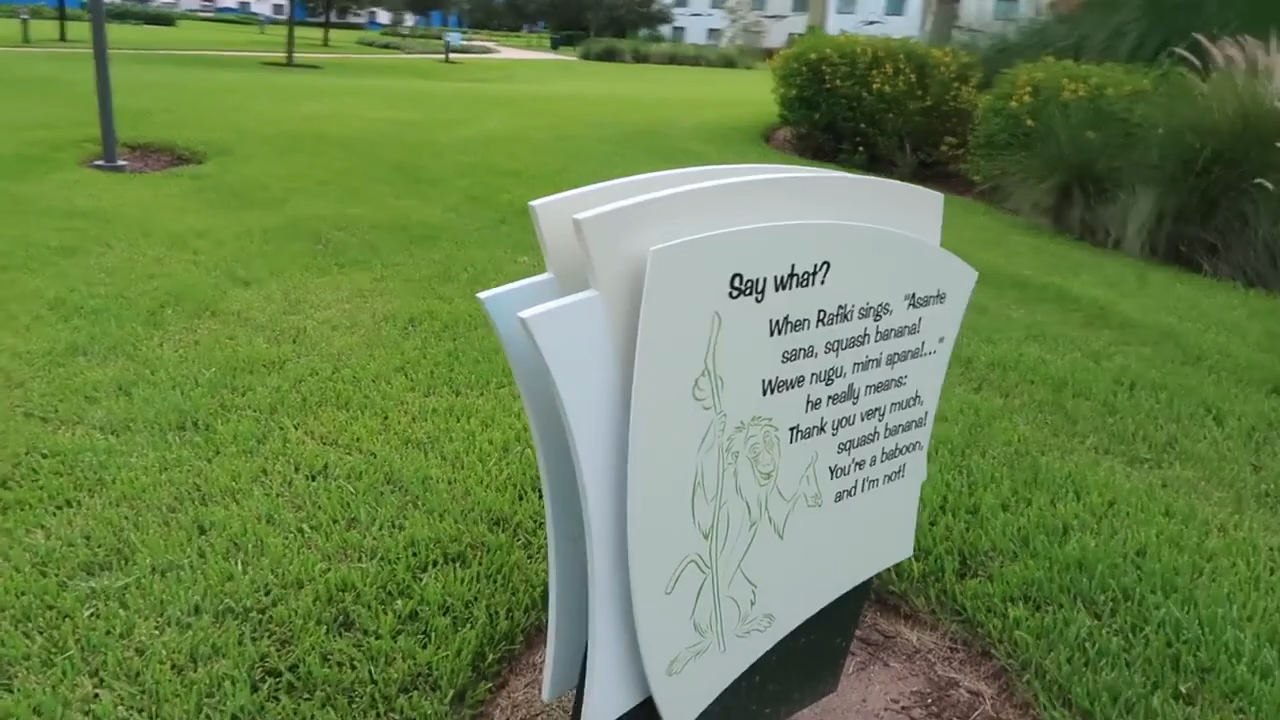 Say what?
When Rafiki sings, "Asante
sana, squash banana!
Wewe nugu, mimi apana!..."
he really means:
Thank you very much,
squash banana!
You're a baboon,
and I'm not!